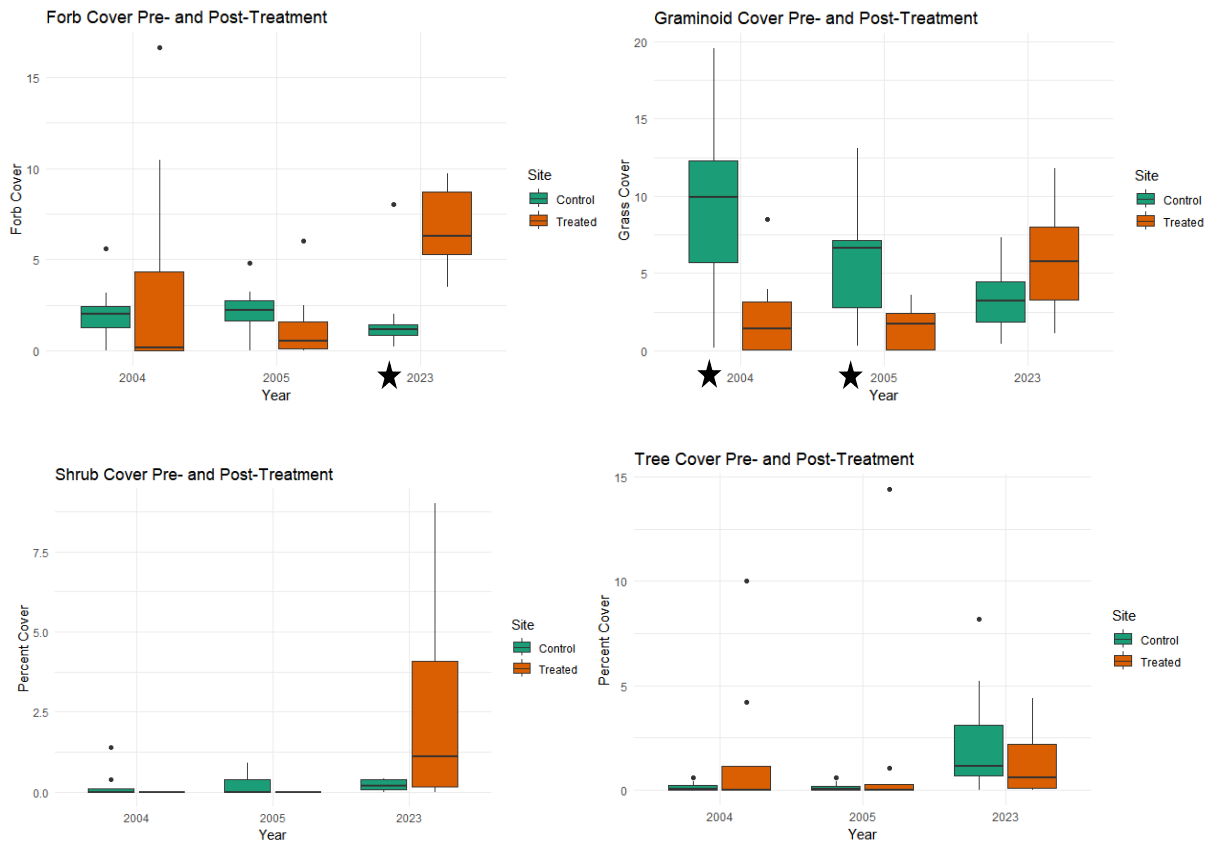 Forb Cover Pre- and Post-Treatment
15
10
5
0
Forb Cover
2004 2005 2023
Year
Site
Control
Treated
Graminoid Cover Pre- and Post-Treatment
20
15
10
5
0
Grass Cover
2004 2005 2023
Year
Site
Control
Treated
Shrub Cover Pre- and Post-Treatment
7.5
5.0
2.5
0.0
Percent Cover
2004 2005 2023
Year
Site
Control
Treated
Tree Cover Pre- and Post-Treatment
15
10
5
0
Percent Cover
2004 2005 2023
Year
Site
Control
Treated